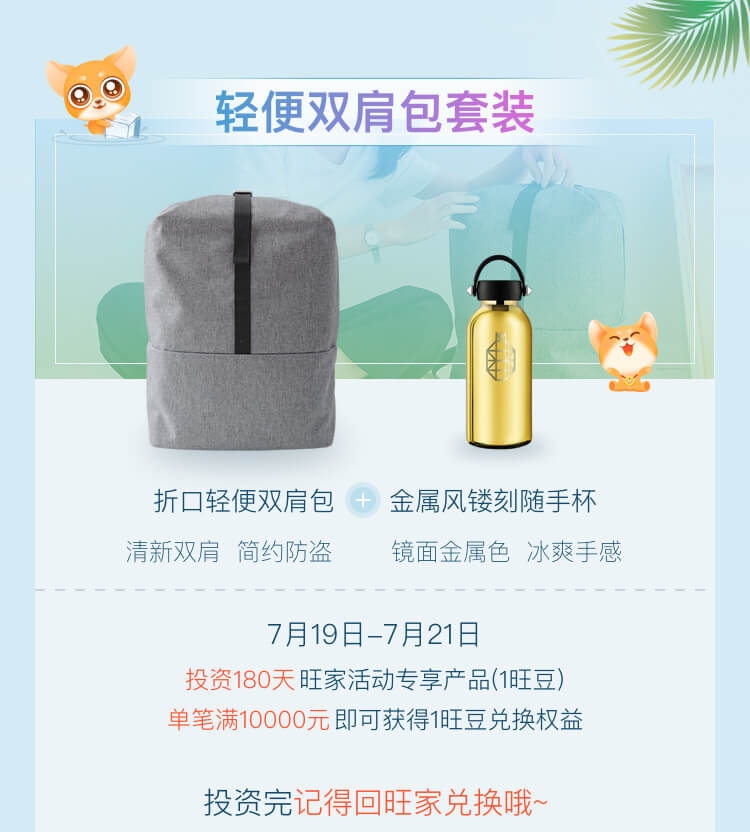 轻便双肩包套装
折口轻便双肩包 + 金属风镂刻随手杯
清新双肩 简约防盗 镜面金属色 冰爽手感
7月19日-7月21日
投资180天 旺家活动专享产品(1旺豆)
单笔满10000元 即可获得1旺豆兑换权益
投资完记得回旺家兑换哦~